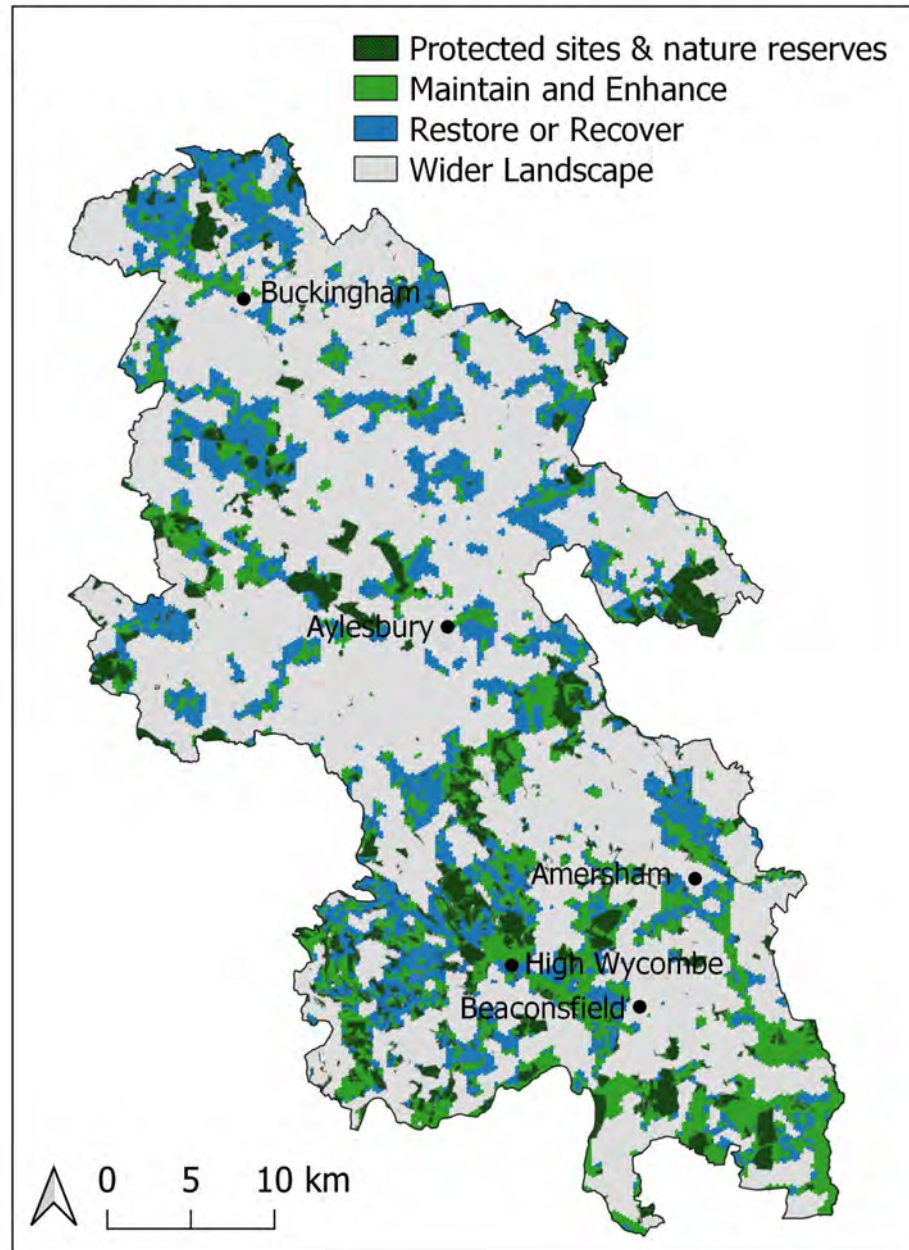 Protected sites & nature reserves
Maintain and Enhance
Restore or Recover
Wider Landscape
Buckingham
Aylesbury
Amersham
High Wycombe
Beaconsfield
0 5 10 km